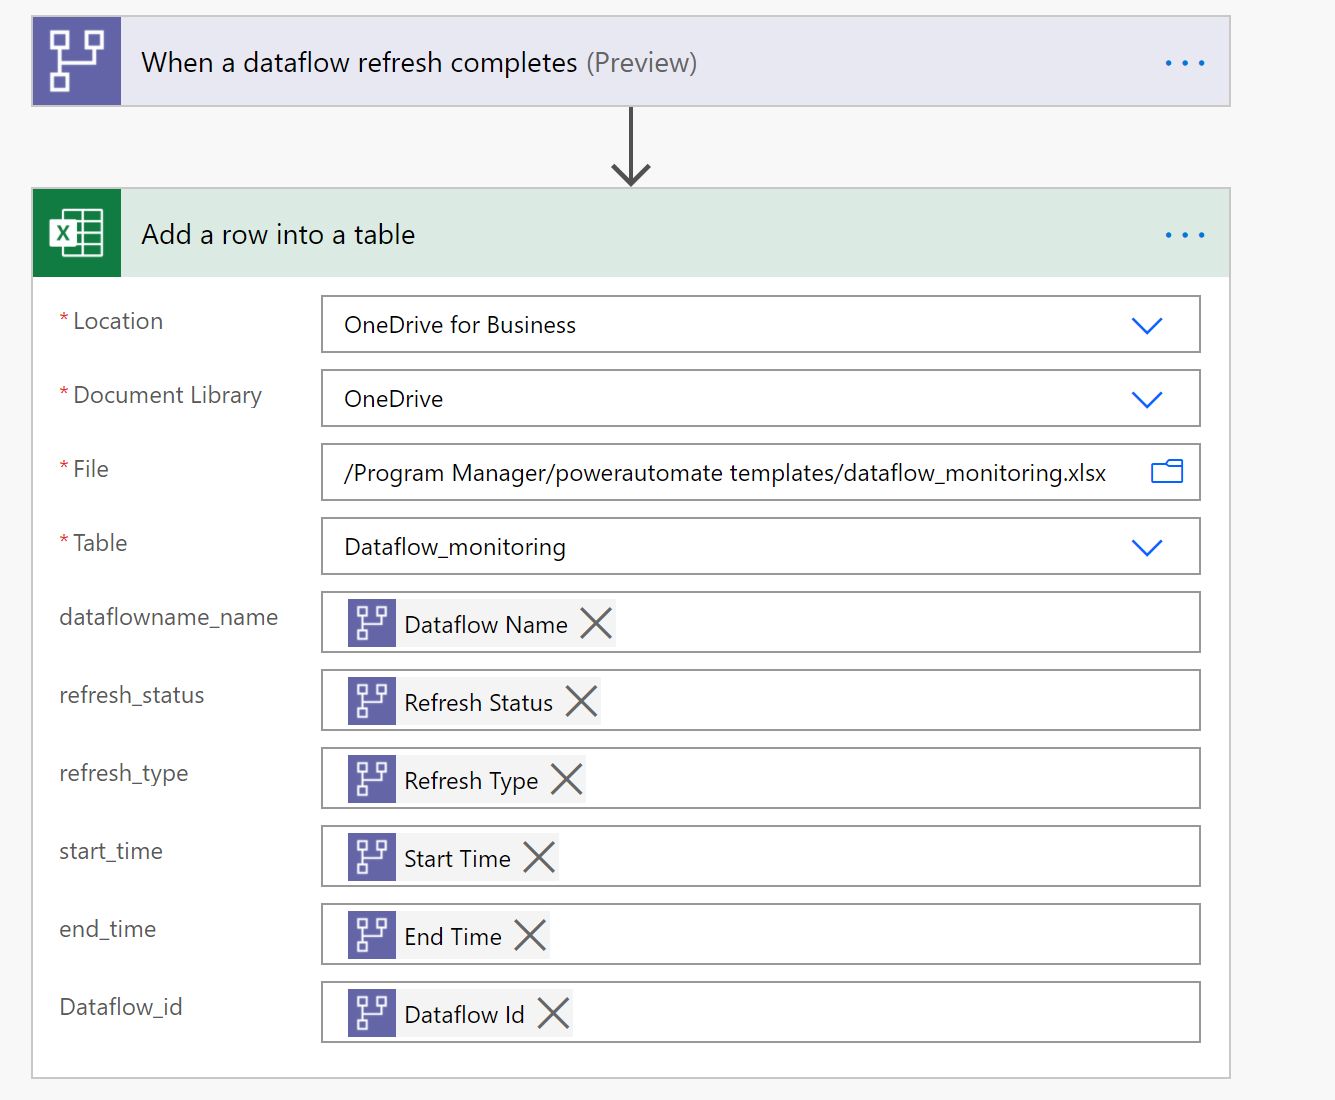 When a dataflow refresh completes (Preview)
Add a row into a table
* Location
OneDrive for Business
* Document Library
OneDrive
* File
/Program Manager/powerautomate templates/dataflow_monitoring.xlsx
* Table
Dataflow_monitoring
dataflowname_name
Dataflow Name
refresh_status
Refresh Status
refresh_type
Refresh Type
start_time
Start Time
end_time
End Time
Dataflow_id
Dataflow Id